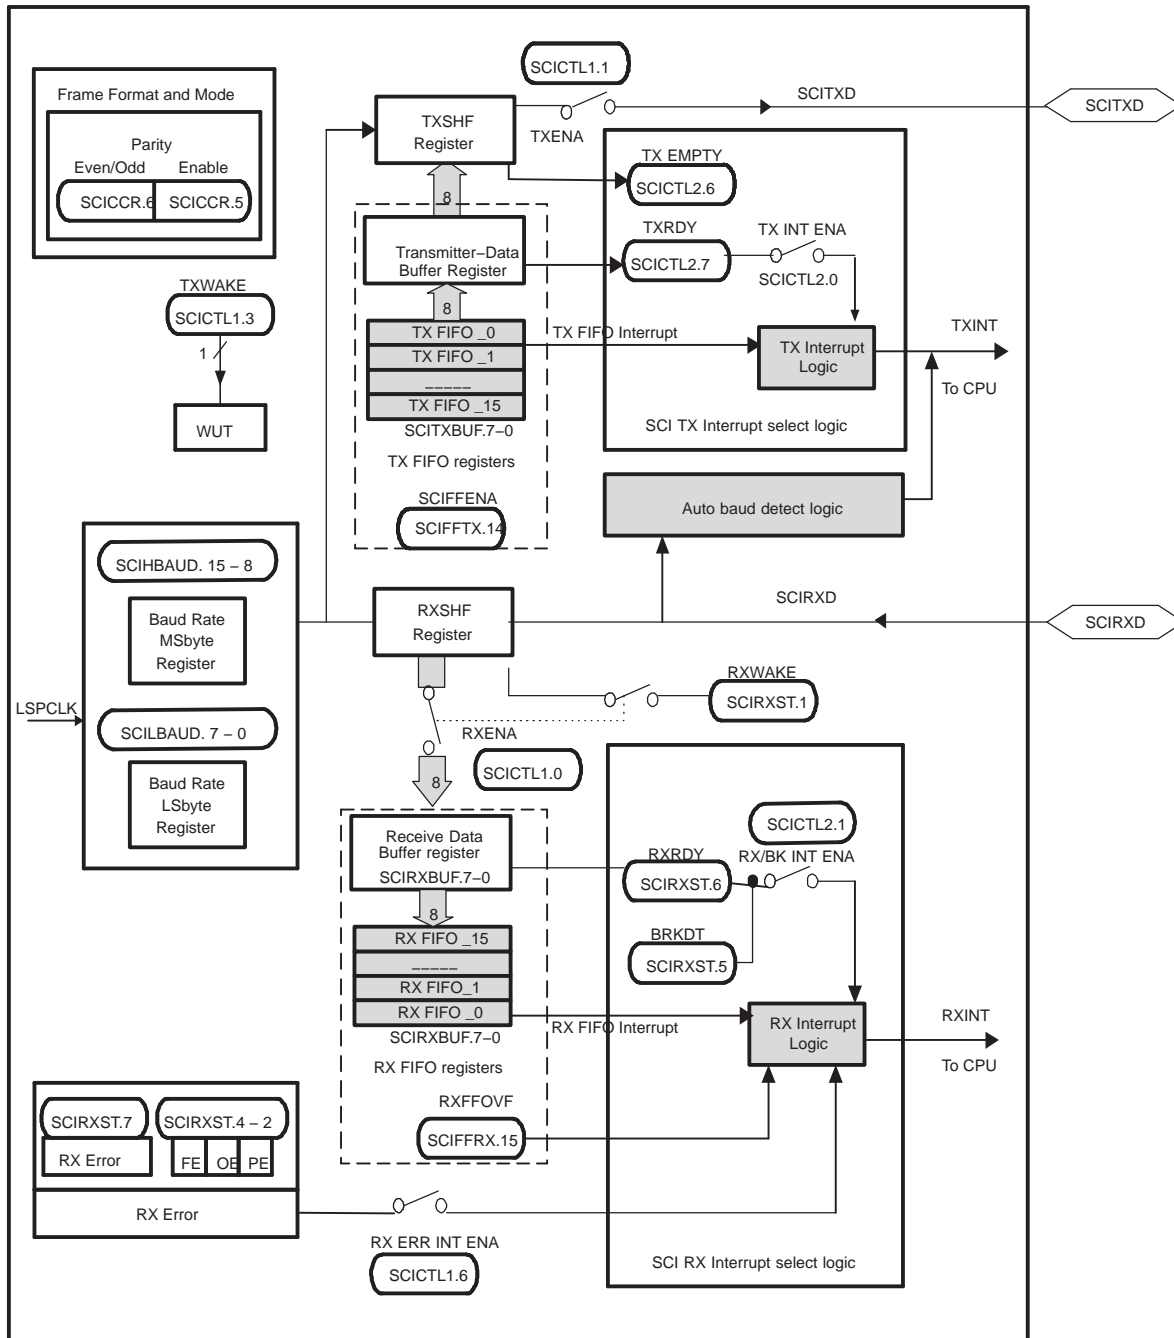 SCICTL1.1
Frame Format and Mode
Parity
Even/Odd Enable
SCICCR.6 SCICCR.5
TXSHF
Register
TXENA
SCITXD
SCITXD
TX EMPTY
SCICTL2.6
8
Transmitter–Data
Buffer Register
TXRDY
SCICTL2.7
TX INT ENA
SCICTL2.0
TXWAKE
SCICTL1.3
1
WUT
8
TX FIFO _0
TX FIFO _1
_____
TX FIFO _15
SCITXBUF.7–0
TX FIFO registers
SCIFFENA
SCIFFTX.14
TX FIFO Interrupt
TX Interrupt
Logic
TXINT
To CPU
SCI TX Interrupt select logic
Auto baud detect logic
SCIHBAUD. 15 – 8
Baud Rate
MSbyte
Register
LSPCLK
SCILBAUD. 7 – 0
Baud Rate
LSbyte
Register
RXSHF
Register
SCIRXD
SCIRXD
RXWAKE
SCIRXST.1
RXENA
SCICTL1.0
8
Receive Data
Buffer register
SCIRXBUF.7–0
8
RX FIFO _15
_____
RX FIFO_1
RX FIFO _0
SCIRXBUF.7–0
RX FIFO registers
RXFFOVF
SCIFFRX.15
SCICTL2.1
RXRDY
SCIRXST.6
RX/BK INT ENA
BRKDT
SCIRXST.5
RX FIFO Interrupt
RX Interrupt
Logic
RXINT
To CPU
SCIRXST.7
SCIRXST.4 – 2
RX Error
FE OE PE
RX Error
RX ERR INT ENA
SCICTL1.6
SCI RX Interrupt select logic